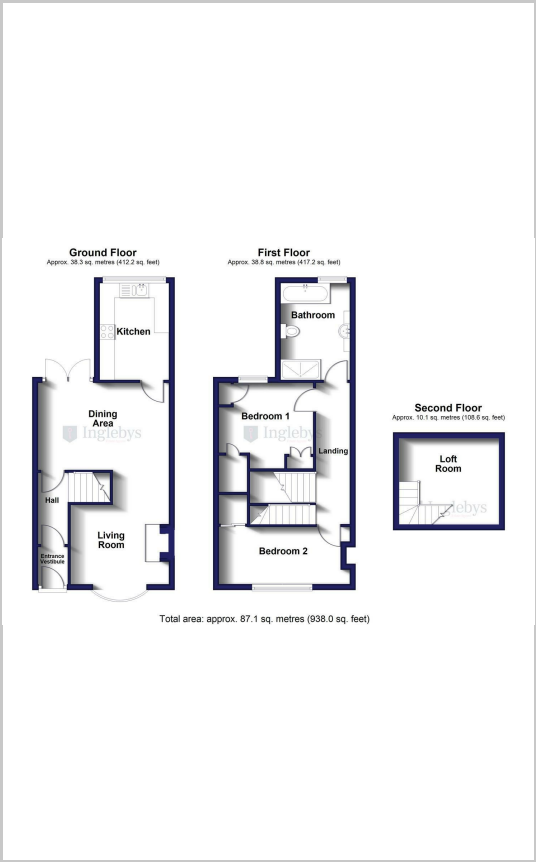 Ground Floor
Approx. 38.3 sq. metres (412.2 sq. feet)
Kitchen
Dining
Area
Inglebys
Hall
Living
Room
Entrance
Vestibule
First Floor
Approx. 38.8 sq. metres (417.2 sq. feet)
Bathroom
Bedroom 1
Inglebys
Landing
Bedroom 2
Second Floor
Approx. 10.1 sq. metres (108.6 sq. feet)
Loft
Room
Inglebys
Total area: approx. 87.1 sq. metres (938.0 sq. feet)